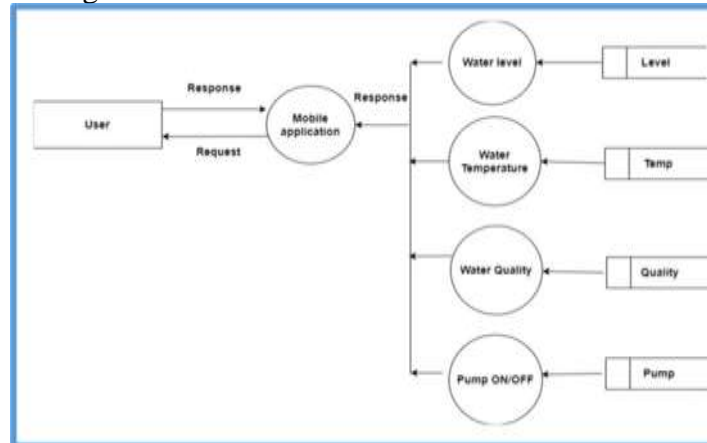 Water level
Level
Response
Response
Mobile
application
User
Request
Water
Temperature
Temp
Water Quality
Quality
Pump ON/OFF
Pump